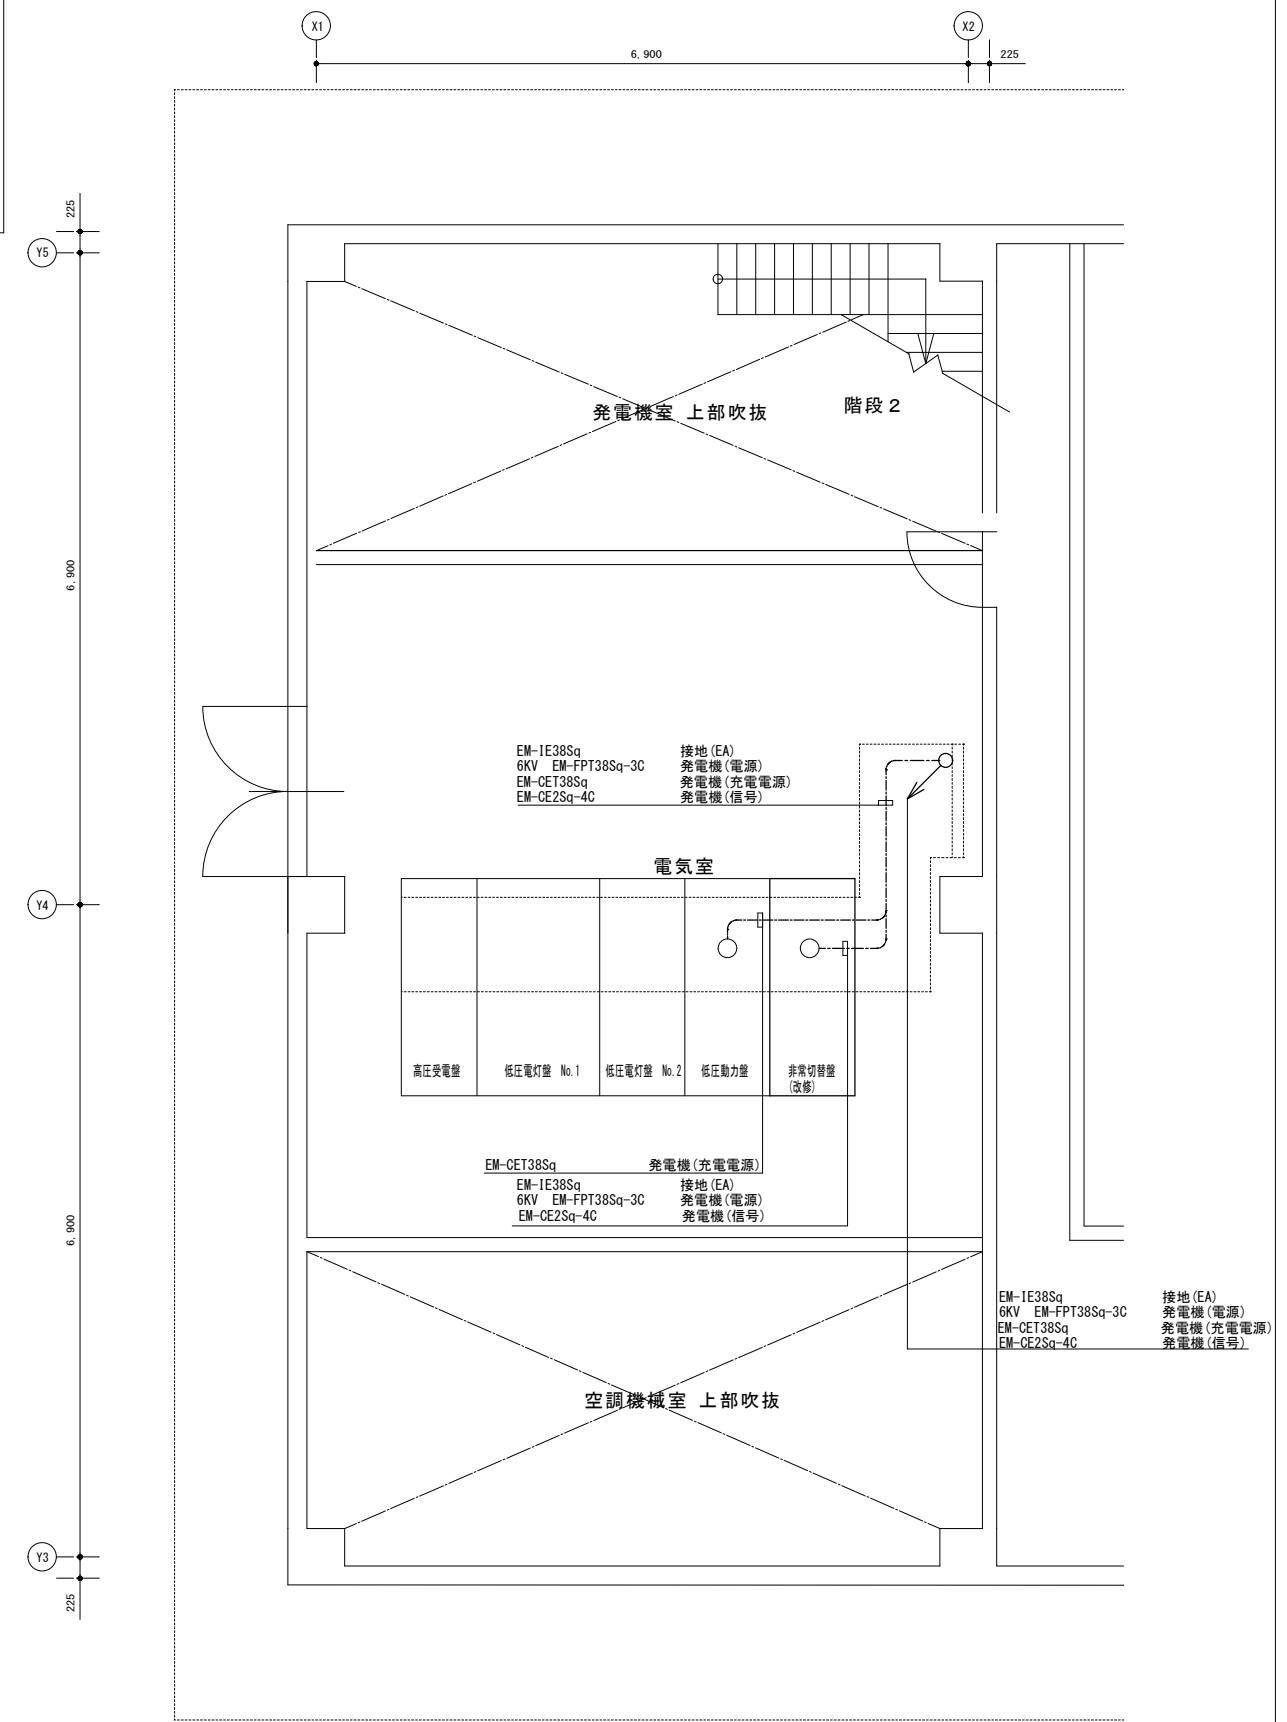 X1
X2
6,900
225
225
Y5
発電機室 上部吹抜
階段２
6,900
EM-IE38Sq 接地(EA)
6KV EM-FPT38Sq-3C 発電機(電源)
EM-CET38Sq 発電機(充電電源)
EM-CE2Sq-4C 発電機(信号)
電気室
Y4
高圧受電盤
低圧電灯盤 No.1
低圧電灯盤 No.2
低圧動力盤
非常切替盤
(改修)
EM-CET38Sq 発電機(充電電源)
EM-IE38Sq 接地(EA)
6KV EM-FPT38Sq-3C 発電機(電源)
EM-CE2Sq-4C 発電機(信号)
6,900
EM-IE38Sq 接地(EA)
6KV EM-FPT38Sq-3C 発電機(電源)
EM-CET38Sq 発電機(充電電源)
EM-CE2Sq-4C 発電機(信号)
空調機械室 上部吹抜
Y3
225